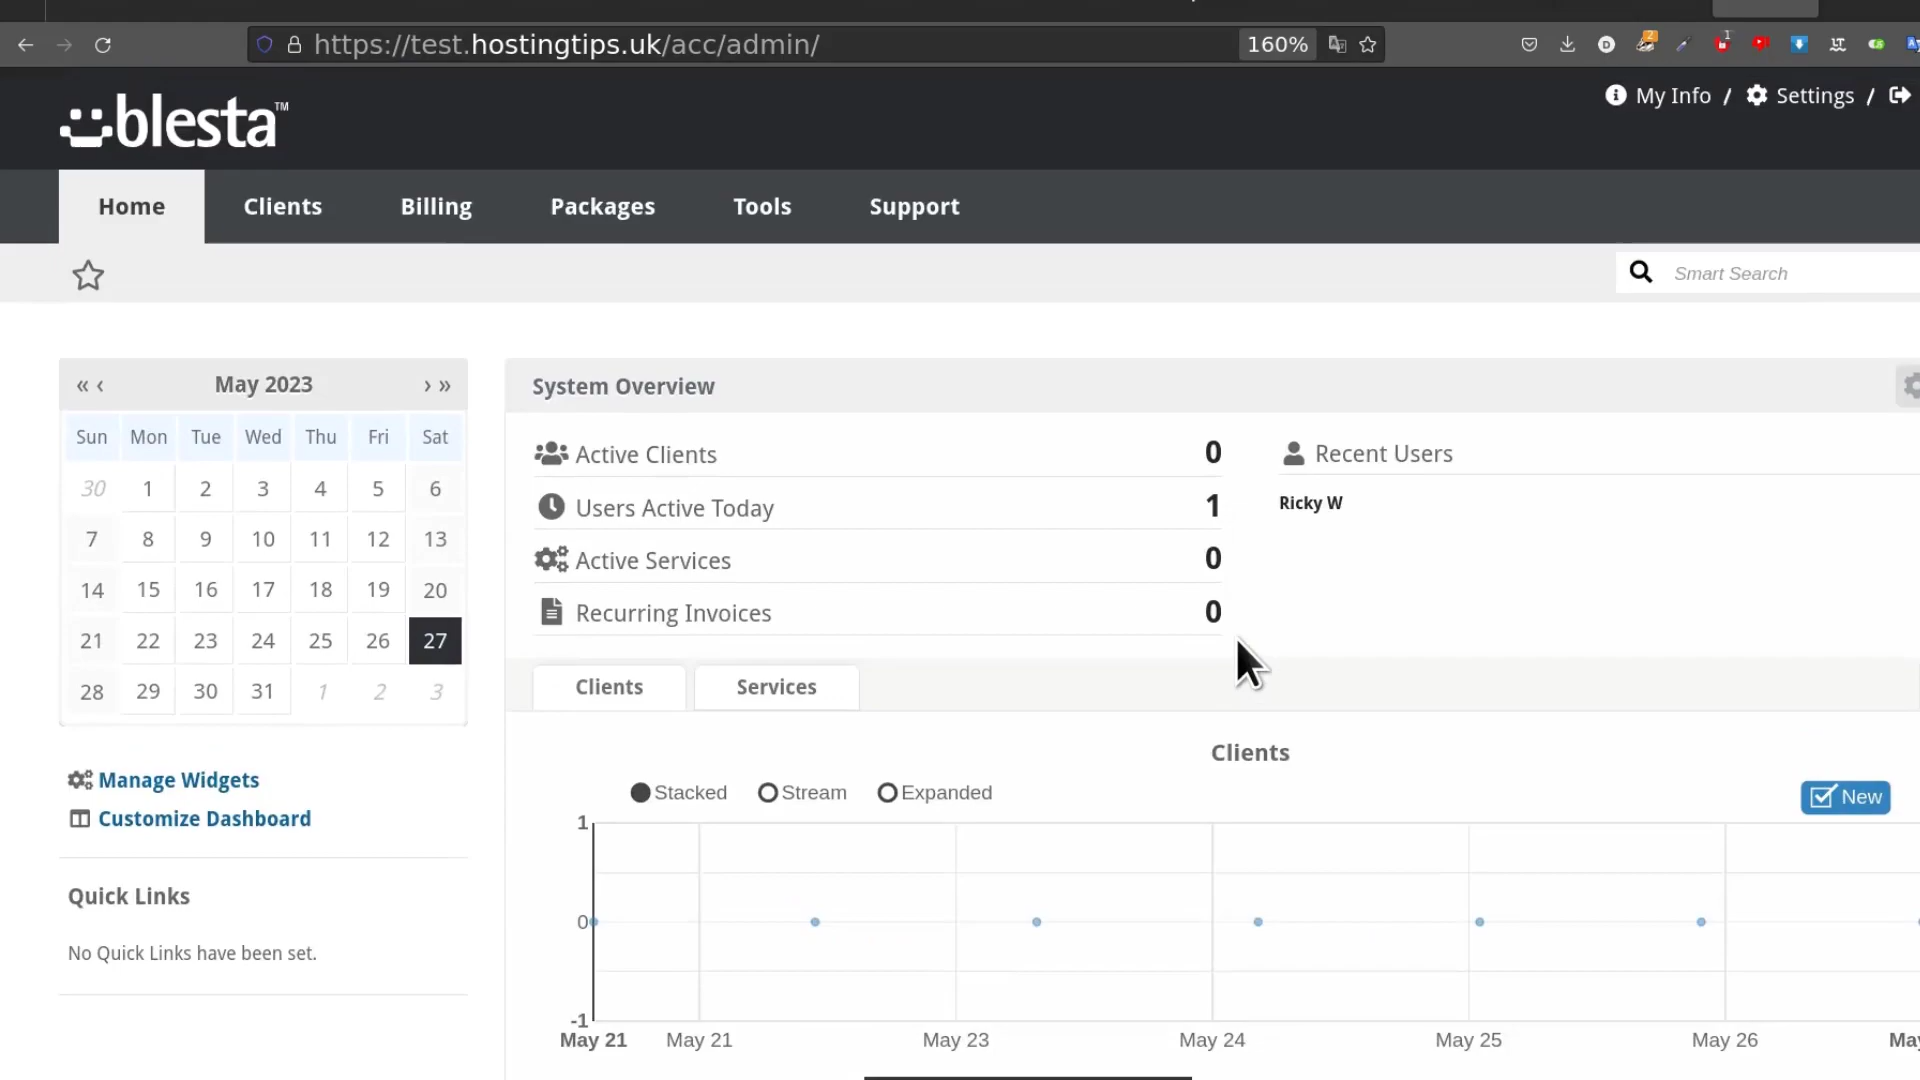 https://test.hostingtips.uk/acc/admin/
160%
blesta™
My Info / Settings /
Home Clients Billing Packages Tools Support
Smart Search
« ‹ May 2023 › »
Sun Mon Tue Wed Thu Fri Sat
30 1 2 3 4 5 6
7 8 9 10 11 12 13
14 15 16 17 18 19 20
21 22 23 24 25 26 27
28 29 30 31 1 2 3
Manage Widgets
Customize Dashboard
Quick Links
No Quick Links have been set.
System Overview
Active Clients 0
Users Active Today 1
Active Services 0
Recurring Invoices 0
Recent Users
Ricky W
Clients Services
Clients
Stacked Stream Expanded
New
1
0
-1
May 21 May 21 May 23 May 24 May 25 May 26